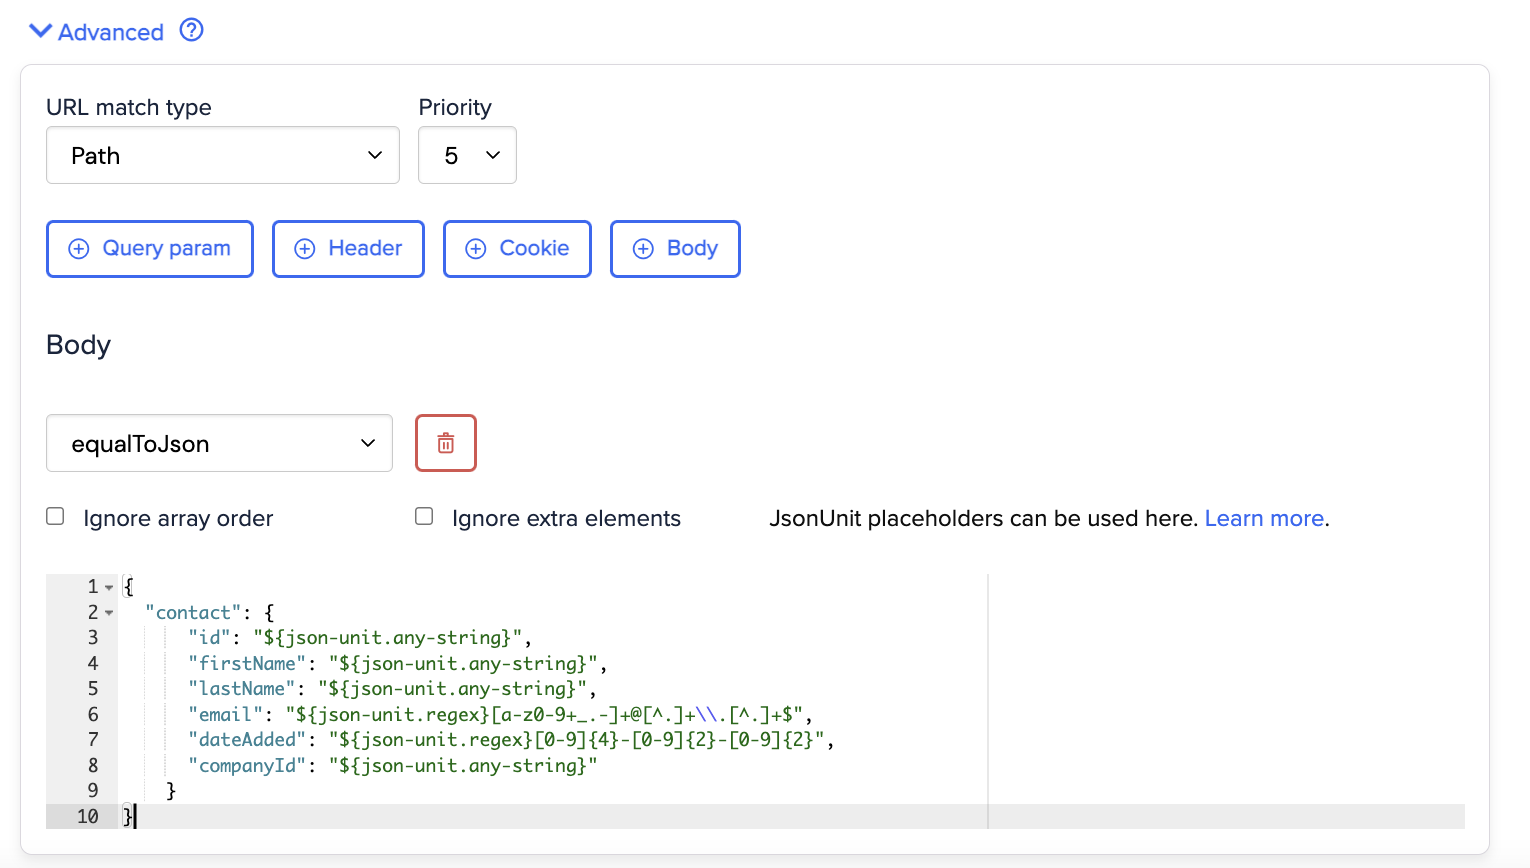 Advanced ?
URL match type Priority
Path 5
Query param Header Cookie Body
Body
equalToJson
Ignore array order Ignore extra elements JsonUnit placeholders can be used here. Learn more.
1 {
2 "contact": {
3 "id": "${json-unit.any-string}",
4 "firstName": "${json-unit.any-string}",
5 "lastName": "${json-unit.any-string}",
6 "email": "${json-unit.regex}[a-z0-9+_.-]+@[^.]+\\.[^.]+$",
7 "dateAdded": "${json-unit.regex}[0-9]{4}-[0-9]{2}-[0-9]{2}",
8 "companyId": "${json-unit.any-string}"
9 }
10 }